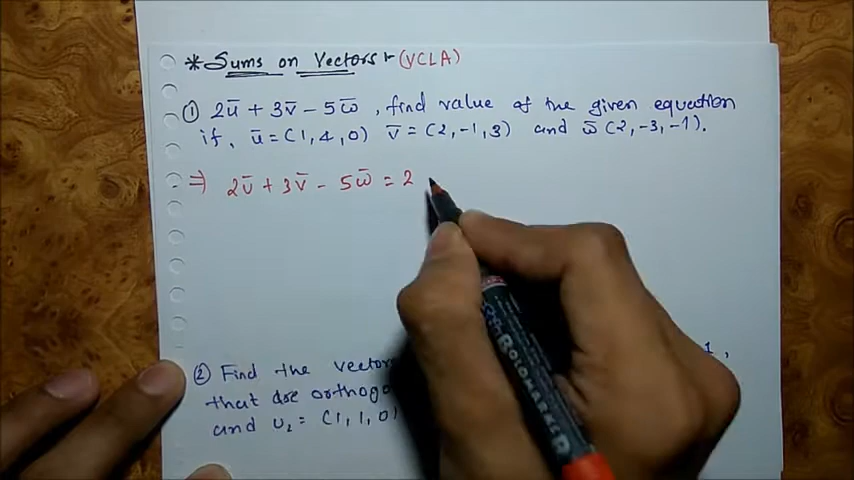 * Sums on Vectors :- (VCLA)
① 2ū + 3v̄ - 5w̄ , find value of the given equation
if, ū = (1, 4, 0) v̄ = (2, -1, 3) and w̄ (2, -3, -1).
⇒ 2ū + 3v̄ - 5w̄ = 2
② Find the vector 1,
that are orthogo
and u₂ = (1, 1, 0)